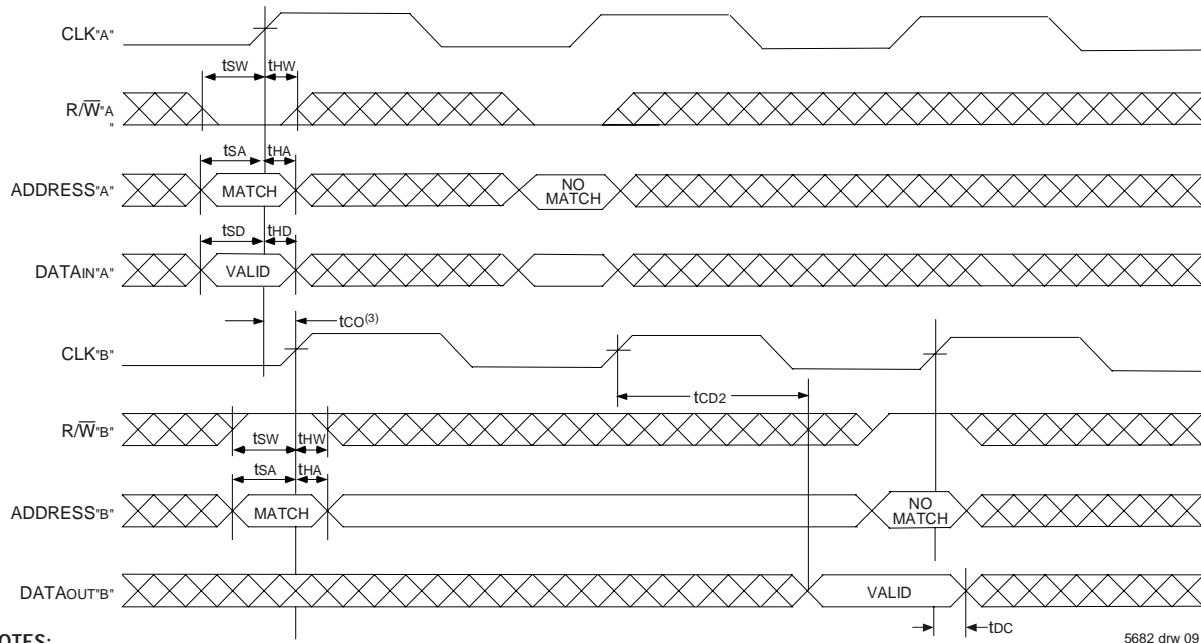 CLK"A"
tSW tHW
R/W̅"A
"
tSA tHA
ADDRESS"A" MATCH NO MATCH
tSD tHD
DATAIN"A" VALID
tCO(3)
CLK"B"
tCD2
R/W̅"B"
tSW tHW
tSA tHA
ADDRESS"B" MATCH NO MATCH
DATAOUT"B" VALID
tDC
OTES:
5682 drw 09